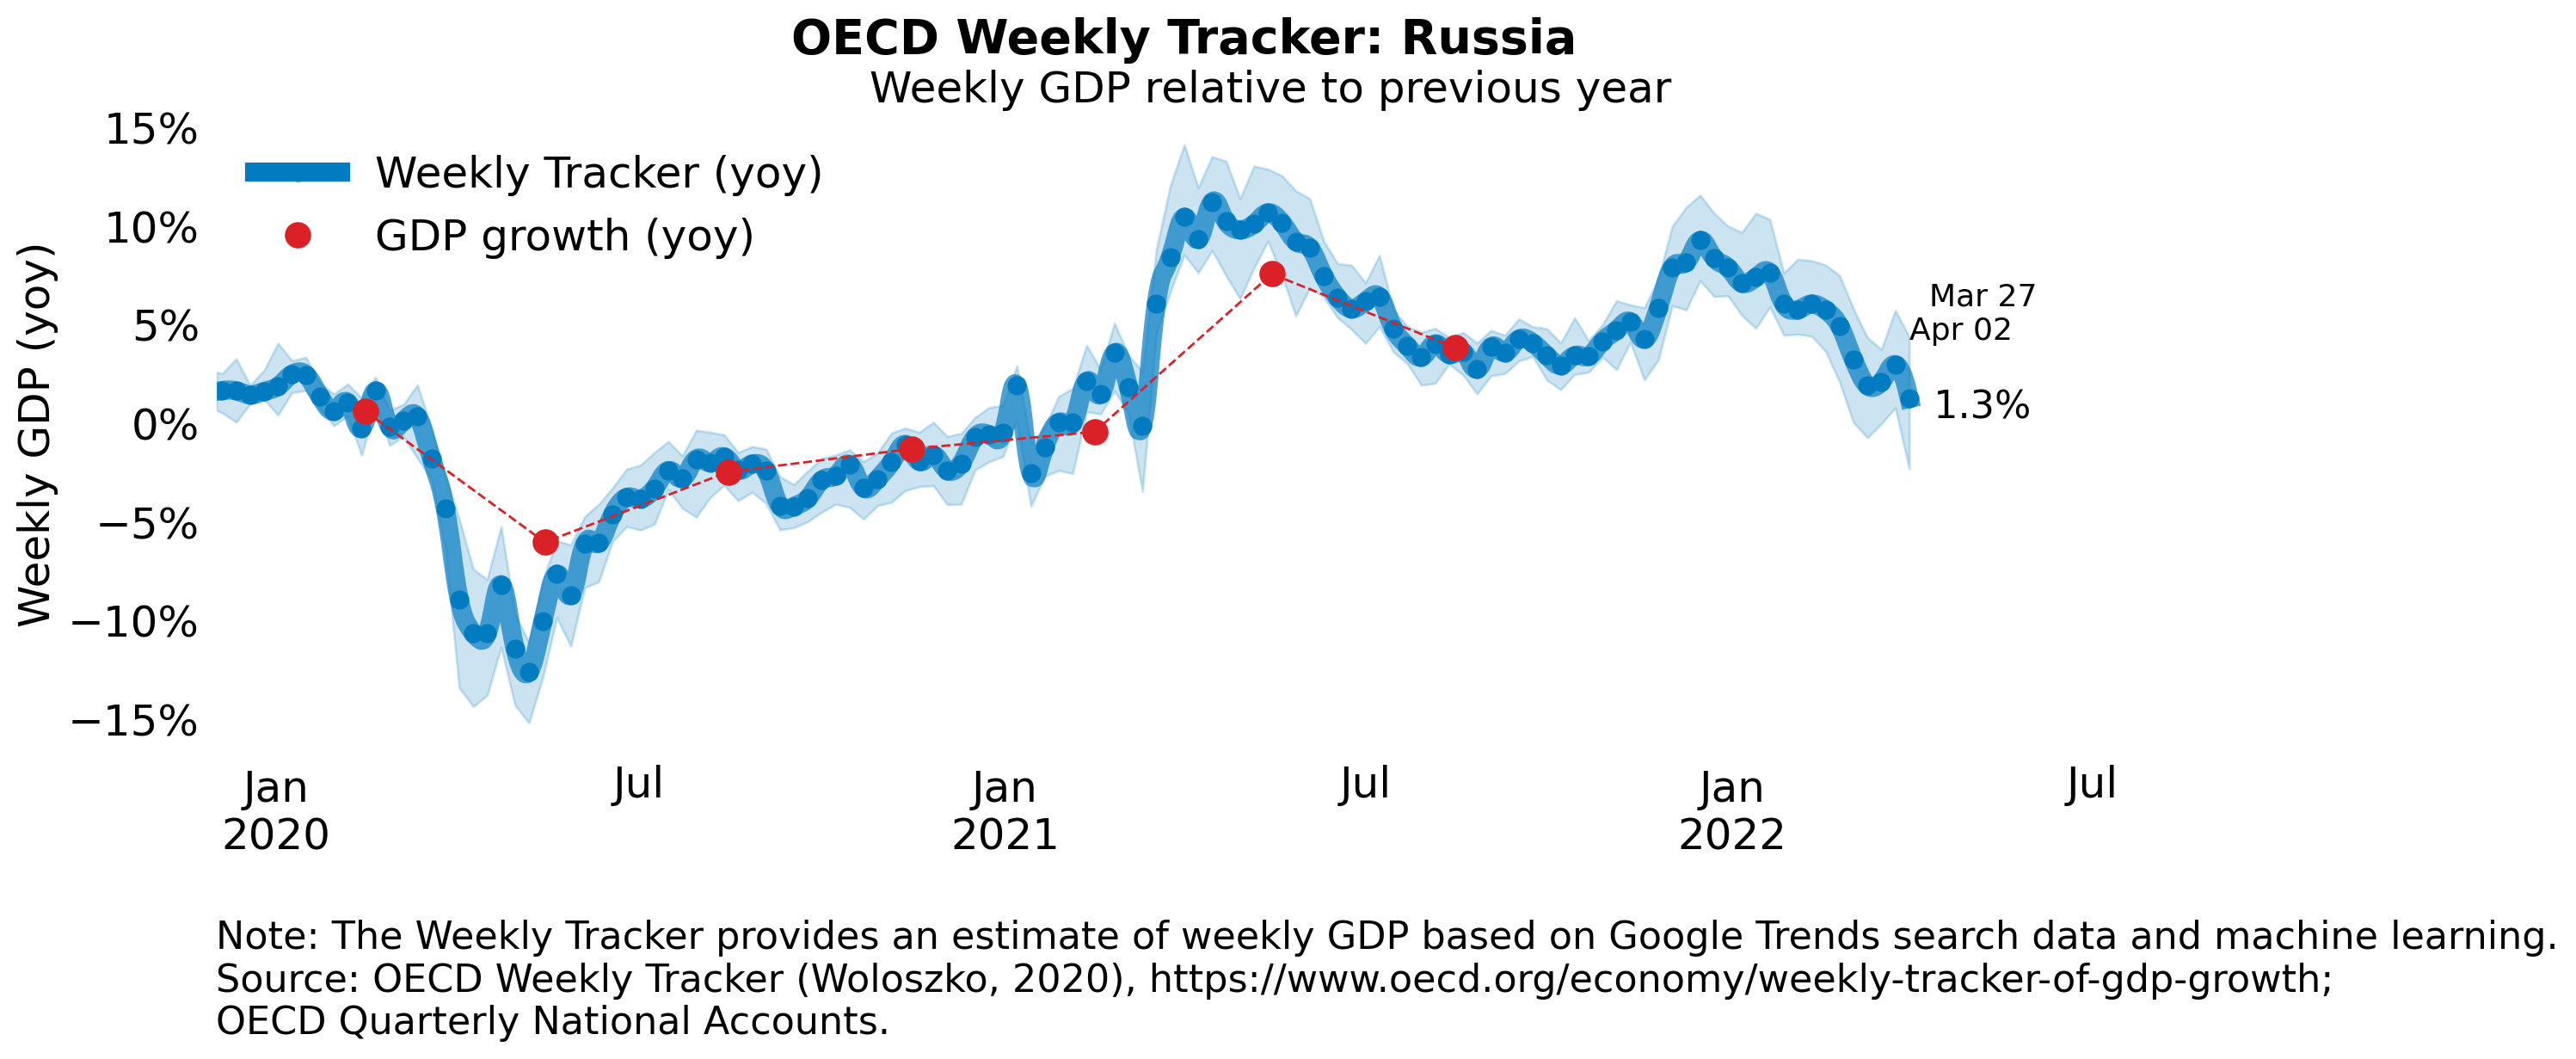 OECD Weekly Tracker: Russia
Weekly GDP relative to previous year
Weekly GDP (yoy)
15%
10%
5%
0%
−5%
−10%
−15%
Weekly Tracker (yoy)
GDP growth (yoy)
Mar 27
Apr 02
1.3%
Jan
2020
Jul
Jan
2021
Jul
Jan
2022
Jul
Note: The Weekly Tracker provides an estimate of weekly GDP based on Google Trends search data and machine learning.
Source: OECD Weekly Tracker (Woloszko, 2020), https://www.oecd.org/economy/weekly-tracker-of-gdp-growth;
OECD Quarterly National Accounts.